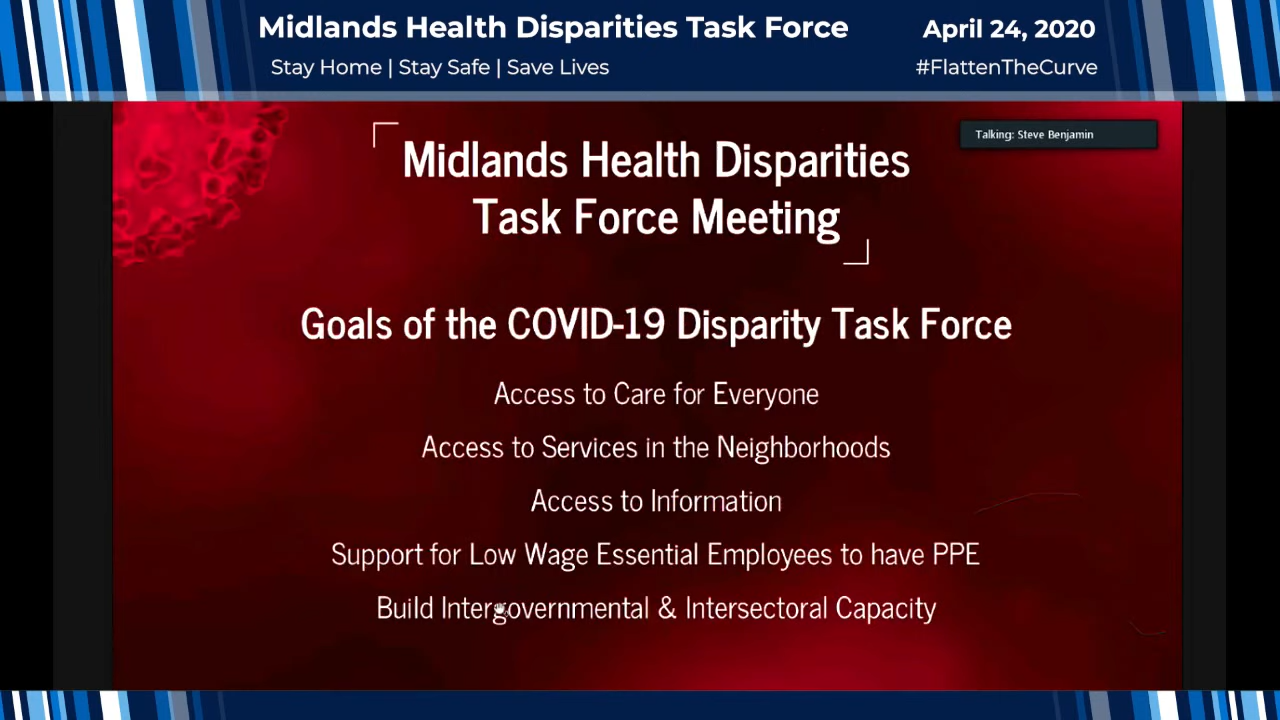 Midlands Health Disparities Task Force
April 24, 2020
Stay Home | Stay Safe | Save Lives
#FlattenTheCurve
Talking: Steve Benjamin
Midlands Health Disparities
Task Force Meeting
Goals of the COVID-19 Disparity Task Force
Access to Care for Everyone
Access to Services in the Neighborhoods
Access to Information
Support for Low Wage Essential Employees to have PPE
Build Intergovernmental & Intersectoral Capacity